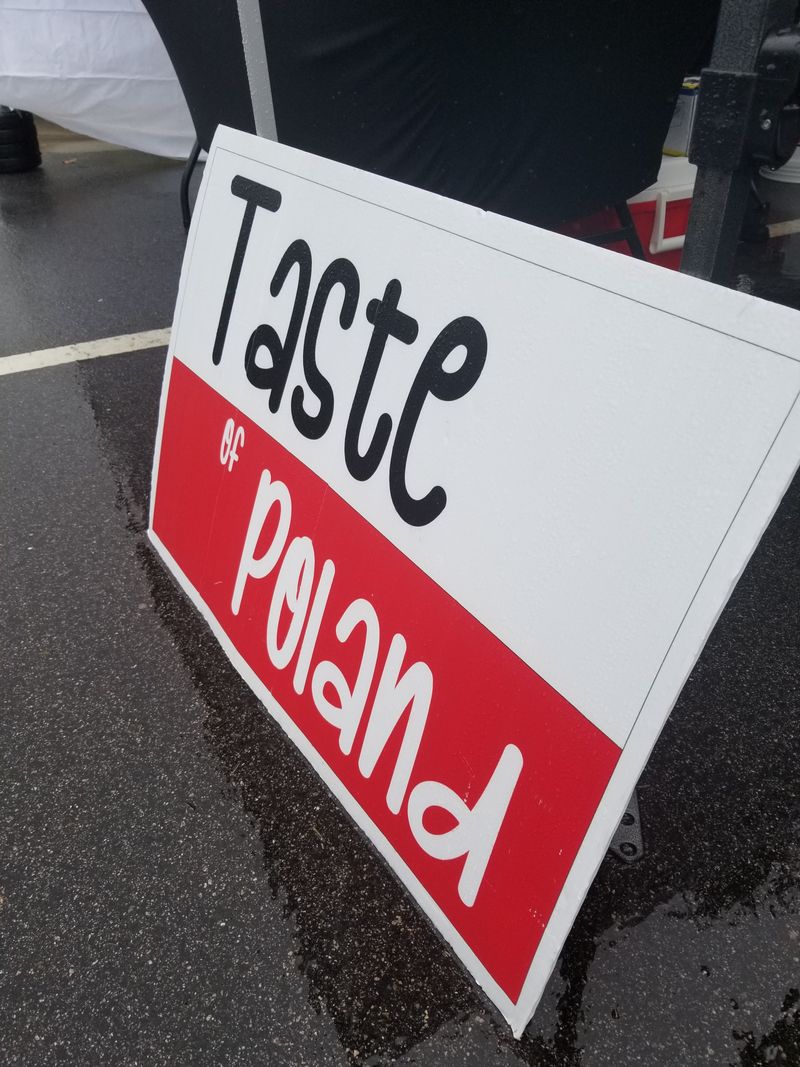 Taste
of
Poland